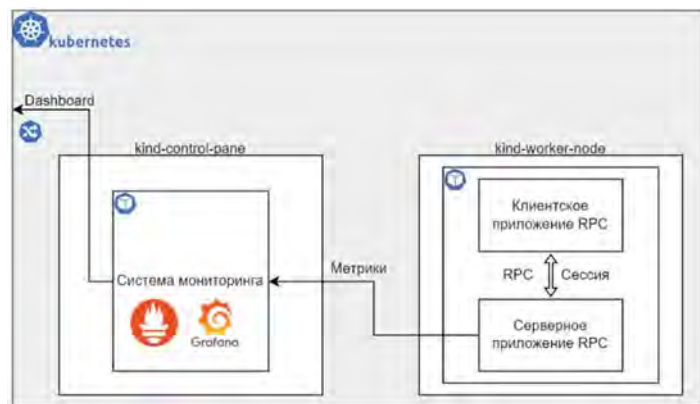 kubernetes
Dashboard
kind-control-pane
kind-worker-node
Клиентское
приложение RPC
Метрики
RPC
Сессия
Система мониторинга
Серверное
приложение RPC
Grafana